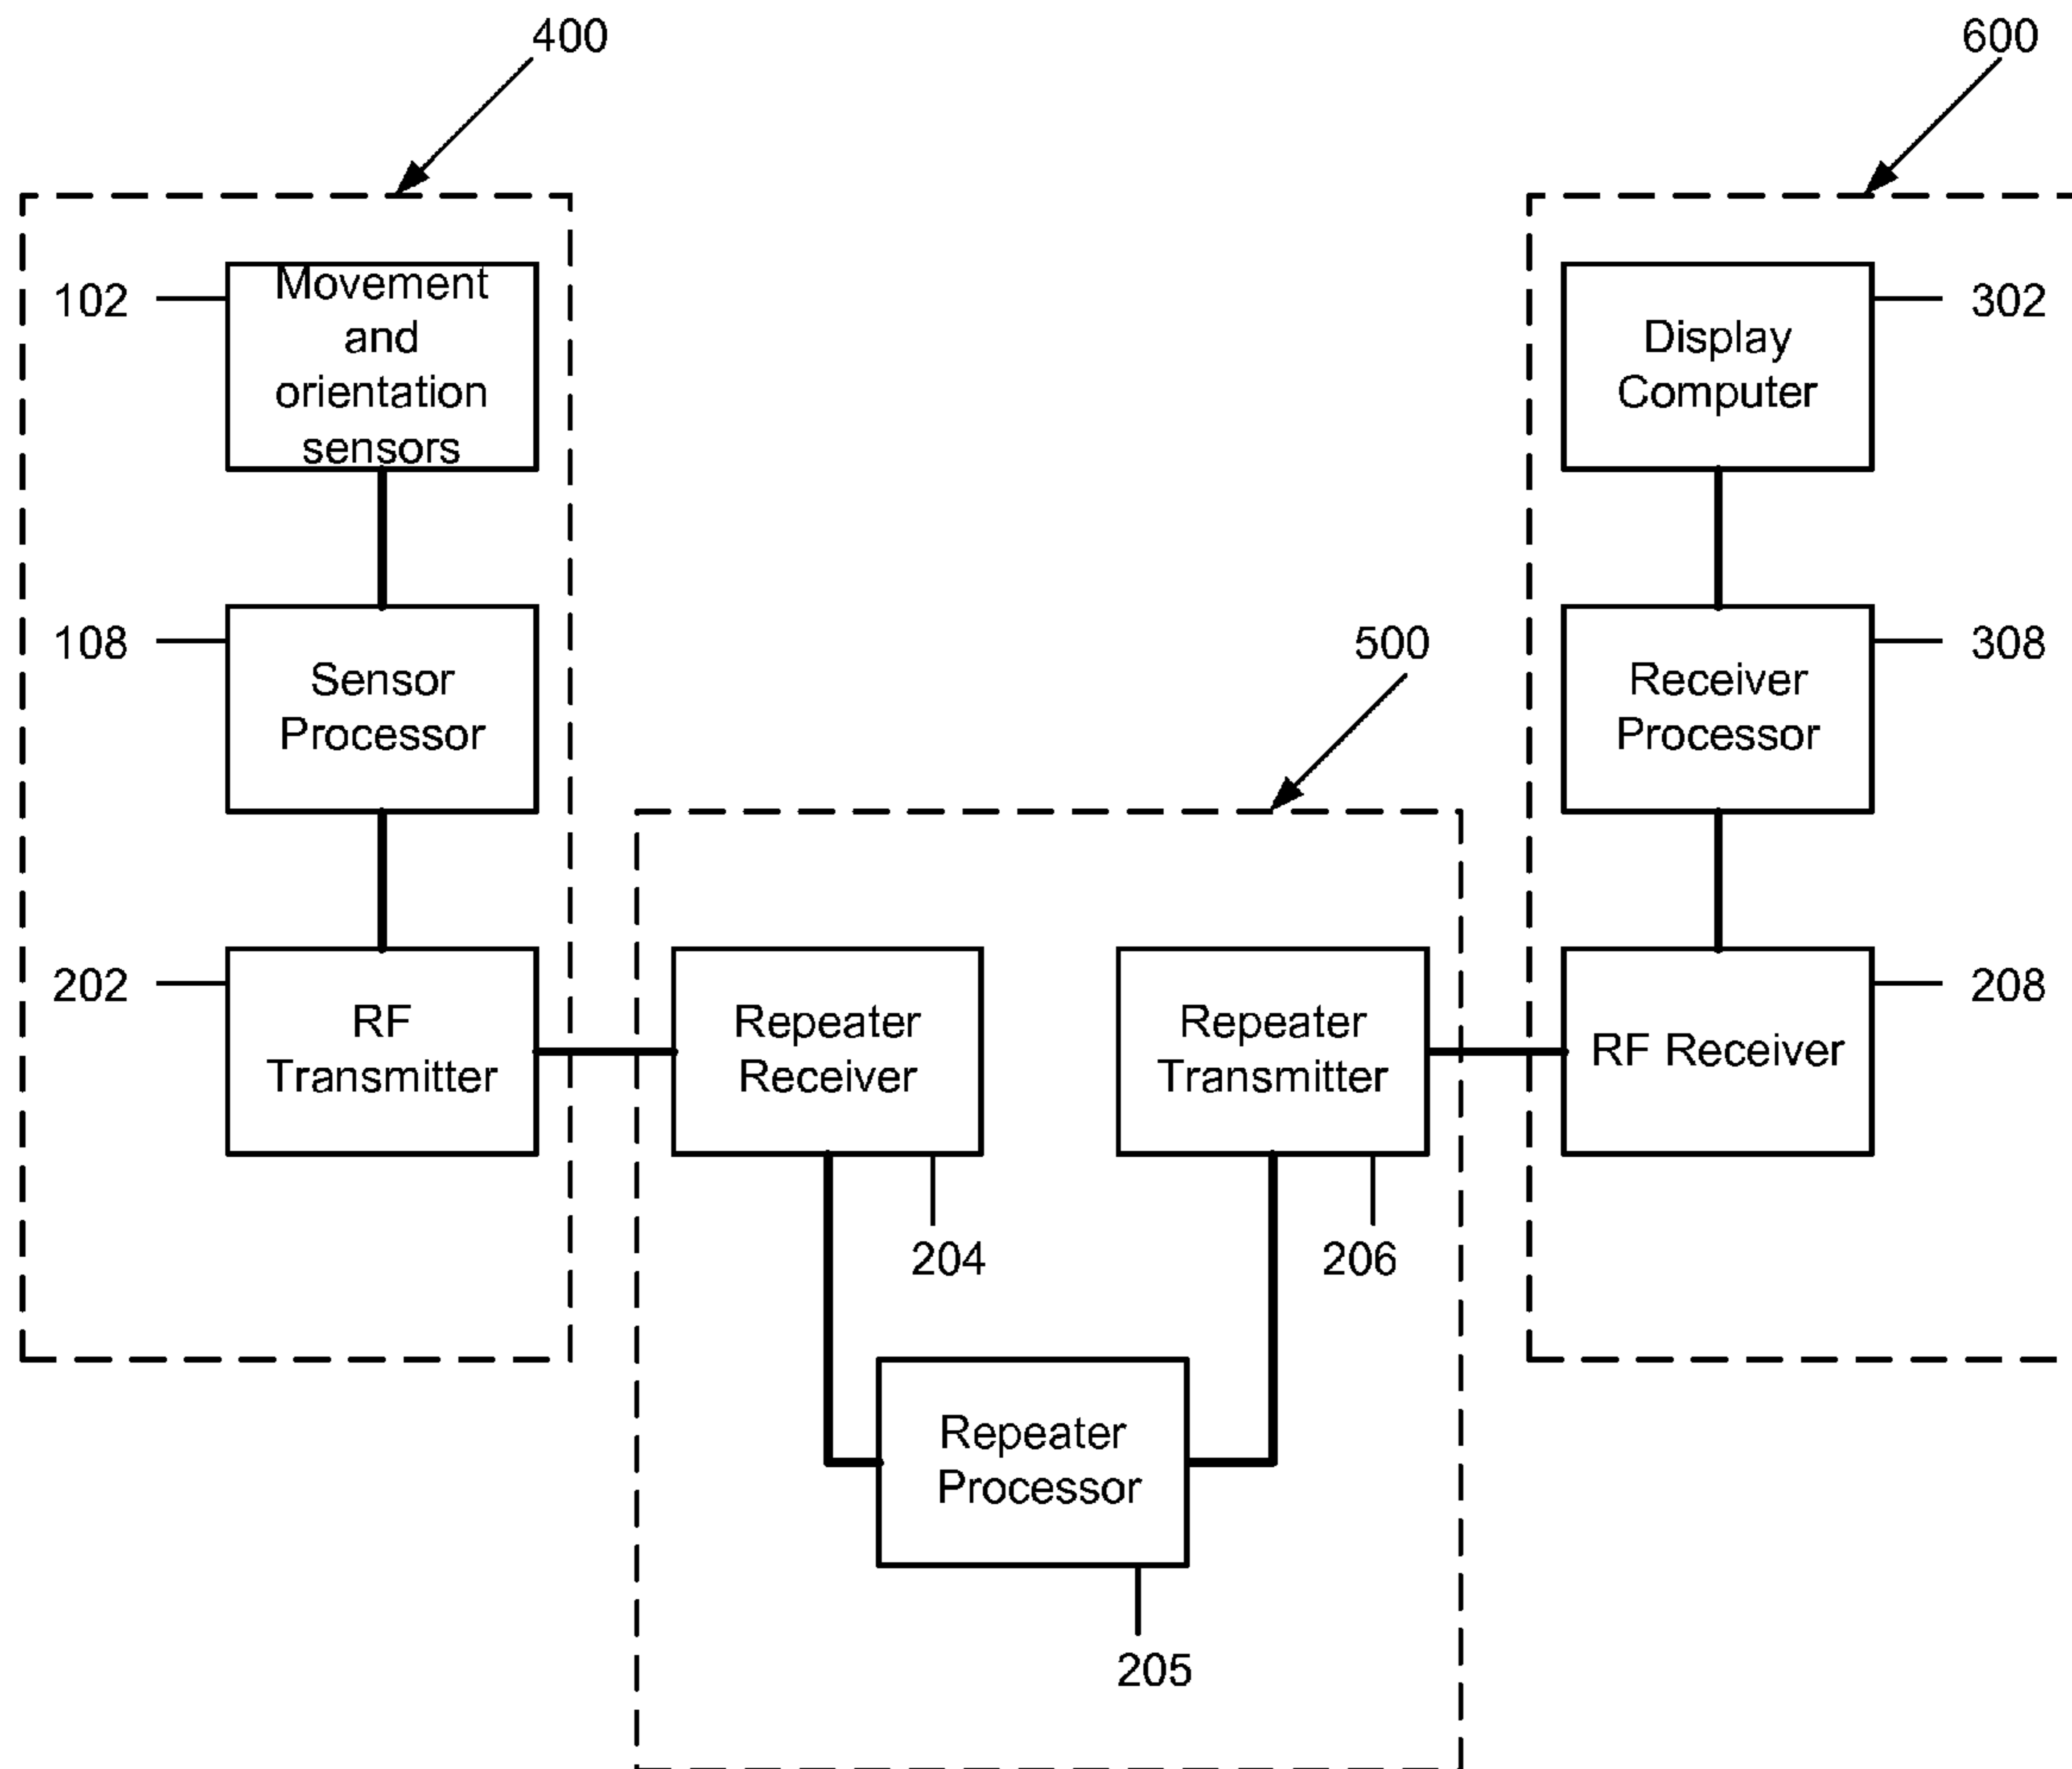 400
600
102
Movement
and
orientation
sensors
Display
Computer
302
108
Sensor
Processor
500
Receiver
Processor
308
202
RF
Transmitter
Repeater
Receiver
Repeater
Transmitter
RF Receiver
208
204
206
Repeater
Processor
205